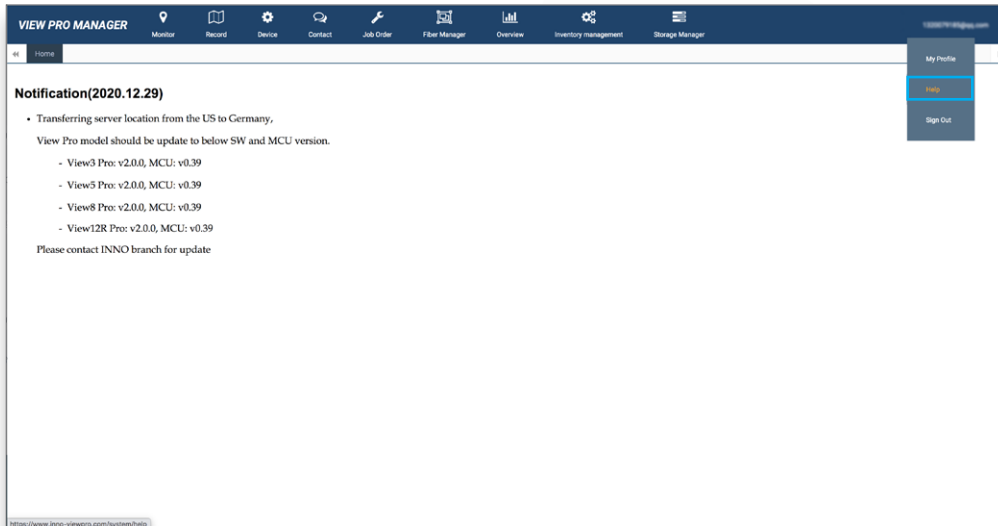 VIEW PRO MANAGER
Monitor
Record
Device
Contact
Job Order
Fiber Manager
Overview
Inventory management
Storage Manager
Home
My Profile
Help
Sign Out
Notification(2020.12.29)
• Transferring server location from the US to Germany,
View Pro model should be update to below SW and MCU version.
- View3 Pro: v2.0.0, MCU: v0.39
- View5 Pro: v2.0.0, MCU: v0.39
- View8 Pro: v2.0.0, MCU: v0.39
- View12R Pro: v2.0.0, MCU: v0.39
Please contact INNO branch for update
https://www.inno-viewpro.com/system/help